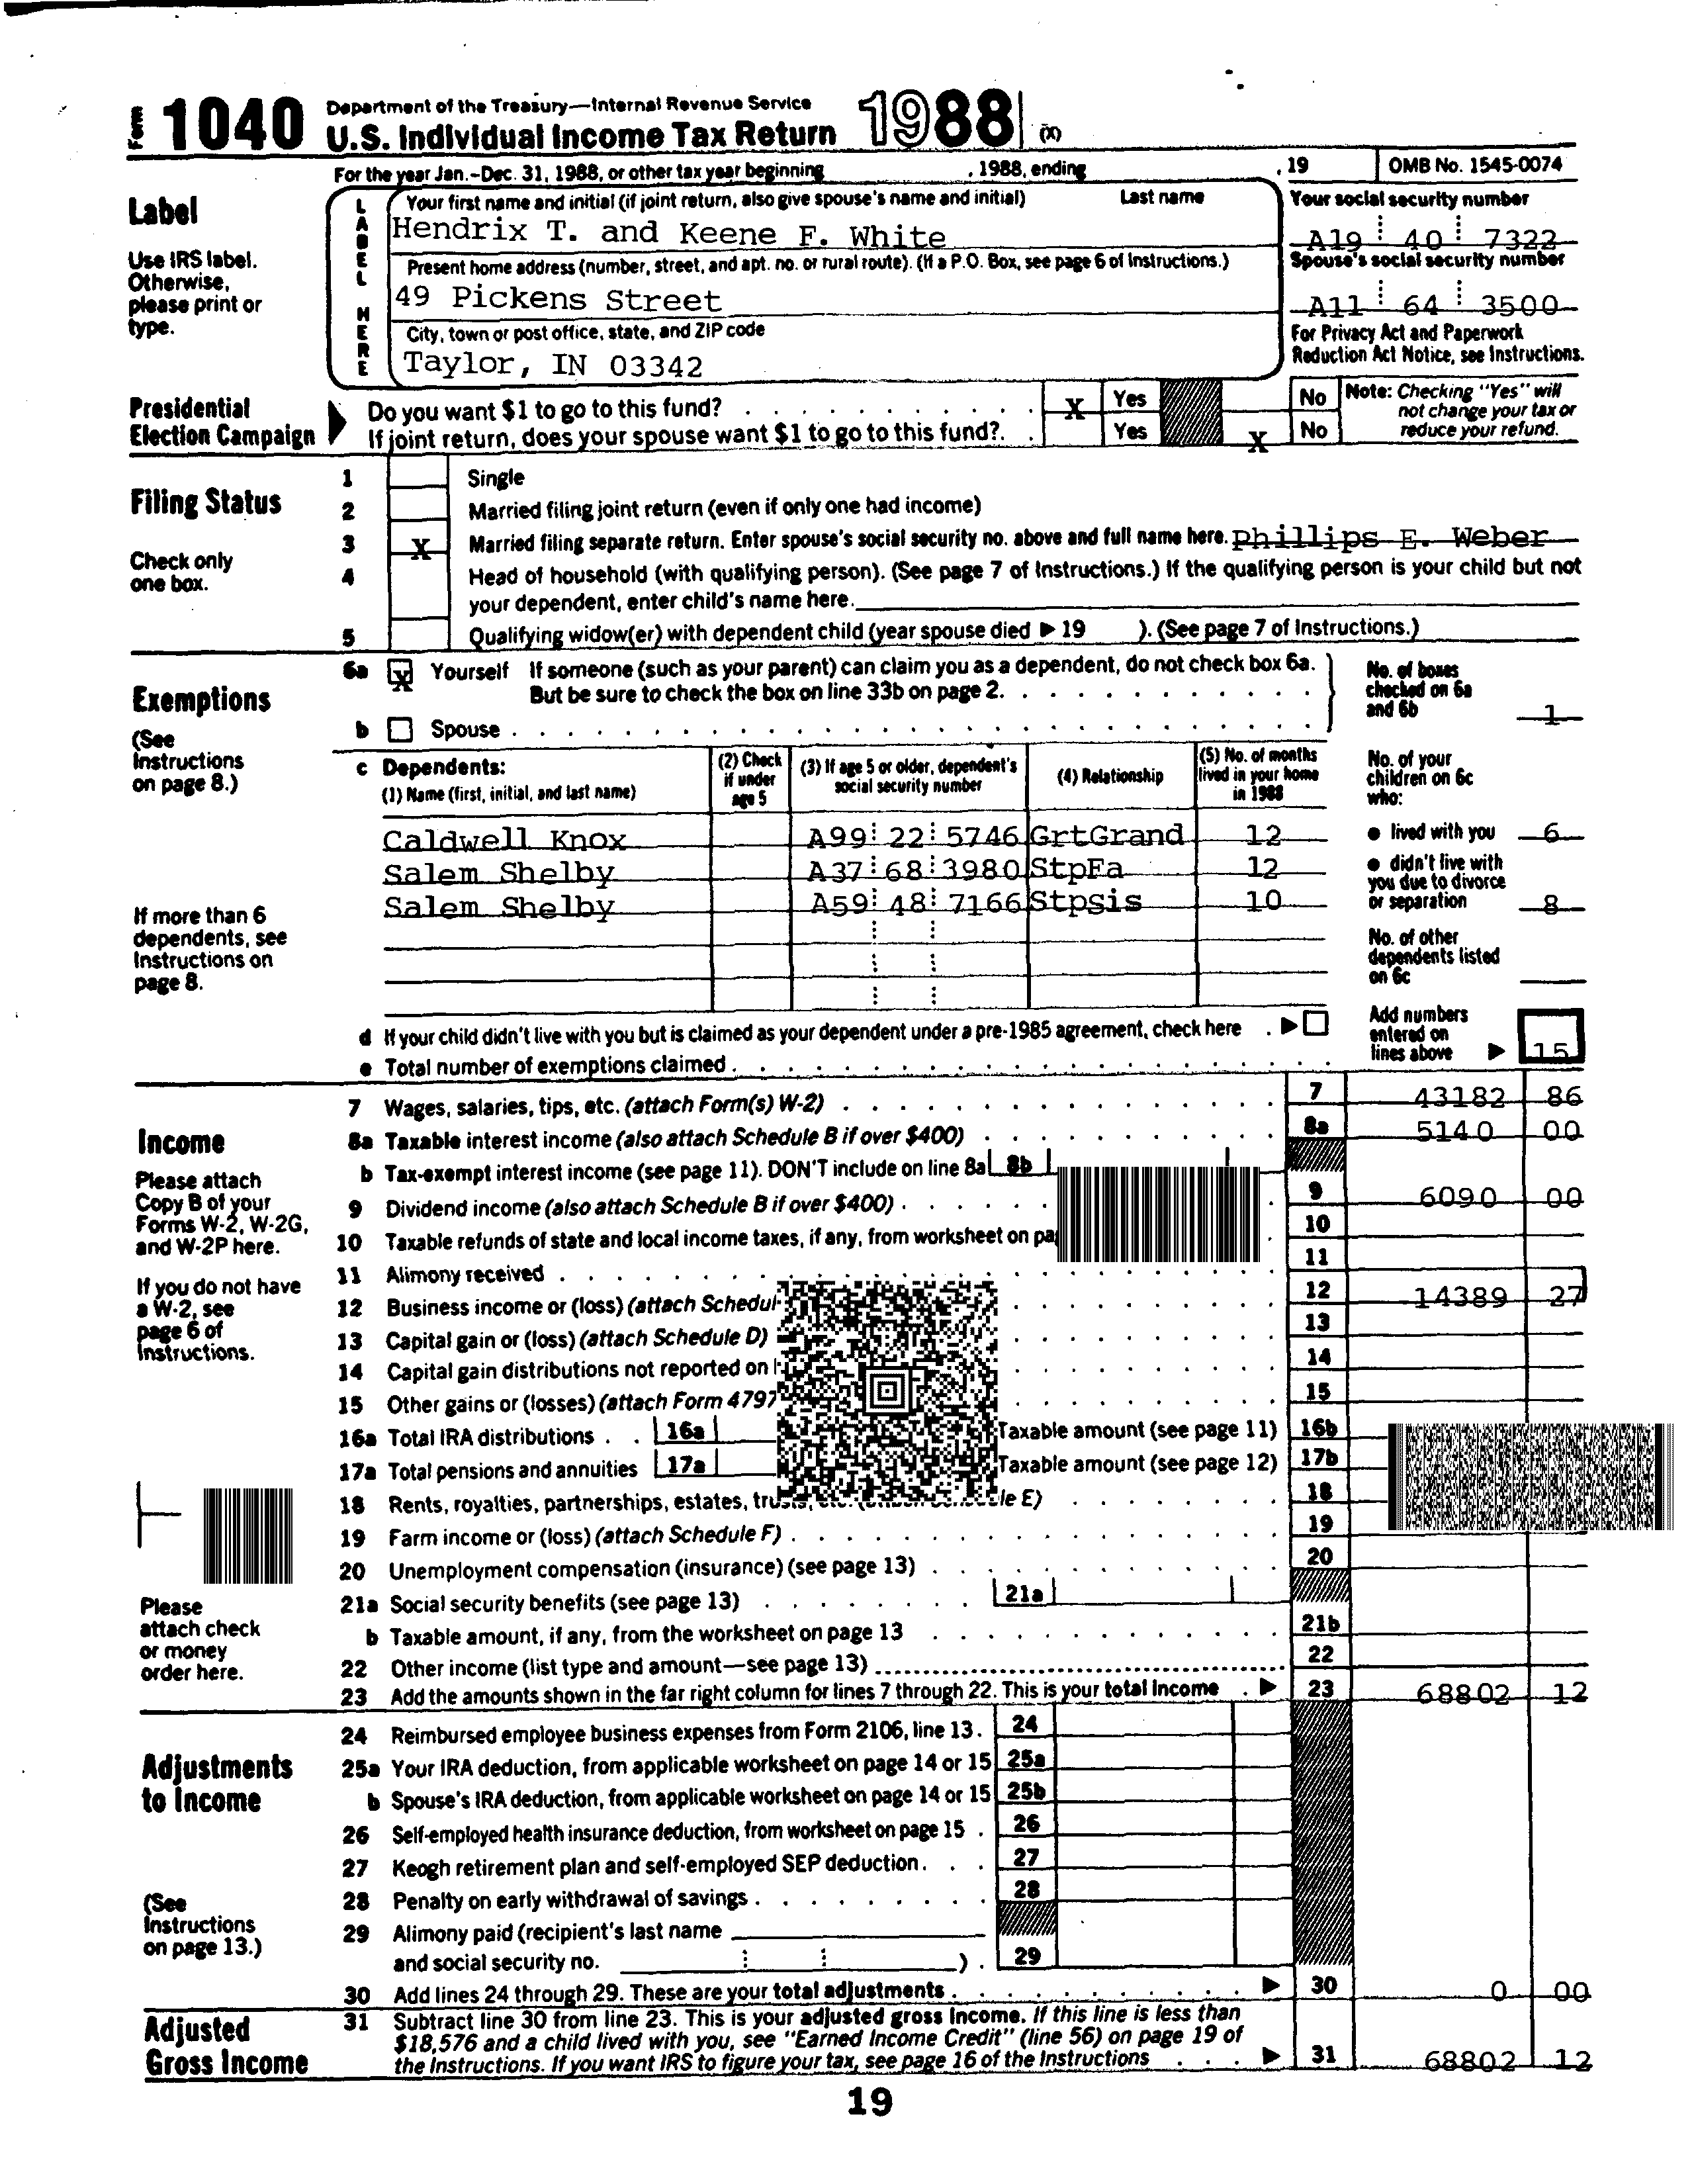 Form 1040 Department of the Treasury—Internal Revenue Service
U.S. Individual Income Tax Return 1988 (X)
For the year Jan.–Dec. 31, 1988, or other tax year beginning , 1988, ending , 19 OMB No. 1545-0074
Label
Use IRS label.
Otherwise,
please print or
type.
LABEL HERE
Your first name and initial (if joint return, also give spouse's name and initial) Last name
Hendrix T. and Keene F. White
Present home address (number, street, and apt. no. or rural route). (If a P.O. Box, see page 6 of Instructions.)
49 Pickens Street
City, town or post office, state, and ZIP code
Taylor, IN 03342
Your social security number
A19 40 7322
Spouse's social security number
A11 64 3500
For Privacy Act and Paperwork
Reduction Act Notice, see Instructions.
Presidential
Election Campaign
Do you want $1 to go to this fund? X Yes No
If joint return, does your spouse want $1 to go to this fund? Yes X No
Note: Checking "Yes" will
not change your tax or
reduce your refund.
Filing Status
Check only
one box.
1 Single
2 Married filing joint return (even if only one had income)
3 X Married filing separate return. Enter spouse's social security no. above and full name here. Phillips E. Weber
4 Head of household (with qualifying person). (See page 7 of Instructions.) If the qualifying person is your child but not
your dependent, enter child's name here.
5 Qualifying widow(er) with dependent child (year spouse died ▶ 19 ). (See page 7 of Instructions.)
Exemptions
(See
Instructions
on page 8.)
If more than 6
dependents, see
Instructions on
page 8.
6a X Yourself If someone (such as your parent) can claim you as a dependent, do not check box 6a.
But be sure to check the box on line 33b on page 2.
b Spouse
No. of boxes
checked on 6a
and 6b 1
c Dependents:
(1) Name (first, initial, and last name)
(2) Check
if under
age 5
(3) If age 5 or older, dependent's
social security number
(4) Relationship
(5) No. of months
lived in your home
in 1988
Caldwell Knox A99 22 5746 GrtGrand 12
Salem Shelby A37 68 3980 StpFa 12
Salem Shelby A59 48 7166 Stpsis 10
No. of your
children on 6c
who:
● lived with you 6
● didn't live with
you due to divorce
or separation 8
No. of other
dependents listed
on 6c
d If your child didn't live with you but is claimed as your dependent under a pre-1985 agreement, check here ▶
e Total number of exemptions claimed
Add numbers
entered on
lines above ▶ 15
Income
Please attach
Copy B of your
Forms W-2, W-2G,
and W-2P here.
If you do not have
a W-2, see
page 6 of
Instructions.
Please
attach check
or money
order here.
7 Wages, salaries, tips, etc. (attach Form(s) W-2) 7 43182 86
8a Taxable interest income (also attach Schedule B if over $400) 8a 5140 00
b Tax-exempt interest income (see page 11). DON'T include on line 8a 8b
9 Dividend income (also attach Schedule B if over $400) 9 6090 00
10 Taxable refunds of state and local income taxes, if any, from worksheet on 10
11 Alimony received 11
12 Business income or (loss) (attach 12 14389 27
13 Capital gain or (loss) (attach Schedule D) 13
14 Capital gain distributions not reported on 14
15 Other gains or (losses) (attach Form 4797 15
16a Total IRA distributions 16a Taxable amount (see page 11) 16b
17a Total pensions and annuities 17a Taxable amount (see page 12) 17b
18 Rents, royalties, partnerships, estates, E) 18
19 Farm income or (loss) (attach Schedule F) 19
20 Unemployment compensation (insurance) (see page 13) 20
21a Social security benefits (see page 13) 21a
b Taxable amount, if any, from the worksheet on page 13 21b
22 Other income (list type and amount—see page 13) 22
23 Add the amounts shown in the far right column for lines 7 through 22. This is your total income ▶ 23 68802 12
Adjustments
to Income
(See
Instructions
on page 13.)
24 Reimbursed employee business expenses from Form 2106, line 13. 24
25a Your IRA deduction, from applicable worksheet on page 14 or 15 25a
b Spouse's IRA deduction, from applicable worksheet on page 14 or 15 25b
26 Self-employed health insurance deduction, from worksheet on page 15 26
27 Keogh retirement plan and self-employed SEP deduction 27
28 Penalty on early withdrawal of savings 28
29 Alimony paid (recipient's last name
and social security no. ) 29
30 Add lines 24 through 29. These are your total adjustments ▶ 30 0 00
Adjusted
Gross Income
31 Subtract line 30 from line 23. This is your adjusted gross income. If this line is less than
$18,576 and a child lived with you, see "Earned Income Credit" (line 56) on page 19 of
the Instructions. If you want IRS to figure your tax, see page 16 of the Instructions ▶ 31 68802 12
19